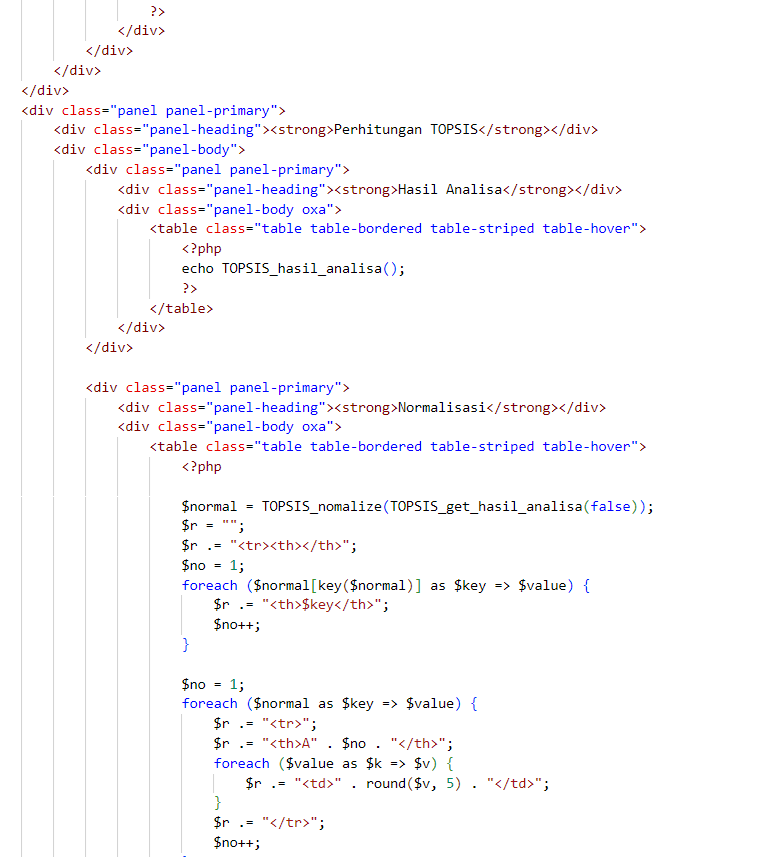 ?>
</div>
</div>
</div>
</div>
<div class="panel panel-primary">
<div class="panel-heading"><strong>Perhitungan TOPSIS</strong></div>
<div class="panel-body">
<div class="panel panel-primary">
<div class="panel-heading"><strong>Hasil Analisa</strong></div>
<div class="panel-body oxa">
<table class="table table-bordered table-striped table-hover">
<?php
echo TOPSIS_hasil_analisa();
?>
</table>
</div>
</div>
<div class="panel panel-primary">
<div class="panel-heading"><strong>Normalisasi</strong></div>
<div class="panel-body oxa">
<table class="table table-bordered table-striped table-hover">
<?php
$normal = TOPSIS_nomalize(TOPSIS_get_hasil_analisa(false));
$r = "";
$r .= "<tr><th></th>";
$no = 1;
foreach ($normal[key($normal)] as $key => $value) {
$r .= "<th>$key</th>";
$no++;
}
$no = 1;
foreach ($normal as $key => $value) {
$r .= "<tr>";
$r .= "<th>A" . $no . "</th>";
foreach ($value as $k => $v) {
$r .= "<td>" . round($v, 5) . "</td>";
}
$r .= "</tr>";
$no++;